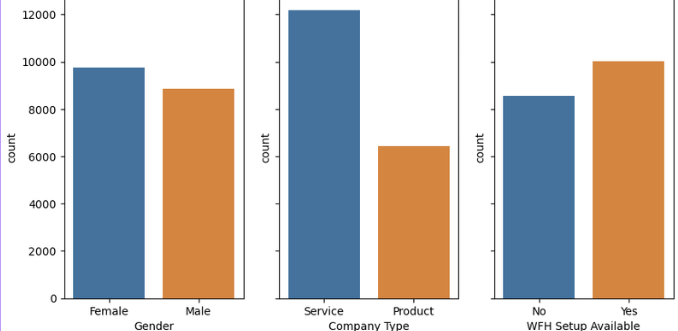 12000
10000
8000
6000
4000
2000
0
count
Female Male
Gender
count
Service Product
Company Type
count
No Yes
WFH Setup Available